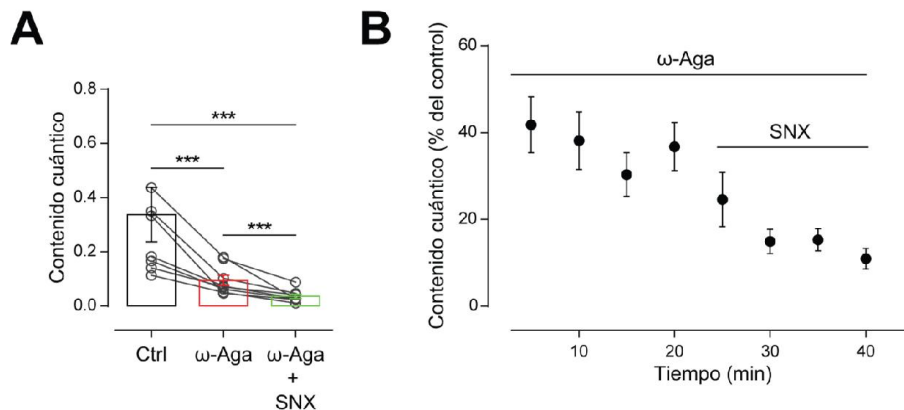 A
Contenido cuántico
0.8
0.6
0.4
0.2
0.0
***
***
***
Ctrl
ω-Aga
ω-Aga
+
SNX
B
Contenido cuántico (% del control)
60
40
20
0
ω-Aga
SNX
10
20
30
40
Tiempo (min)